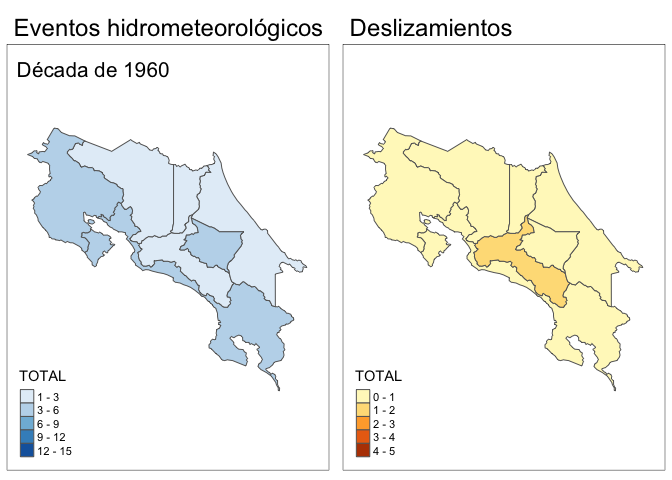 Eventos hidrometeorológicos
Década de 1960
TOTAL
1 - 3
3 - 6
6 - 9
9 - 12
12 - 15
Deslizamientos
TOTAL
0 - 1
1 - 2
2 - 3
3 - 4
4 - 5